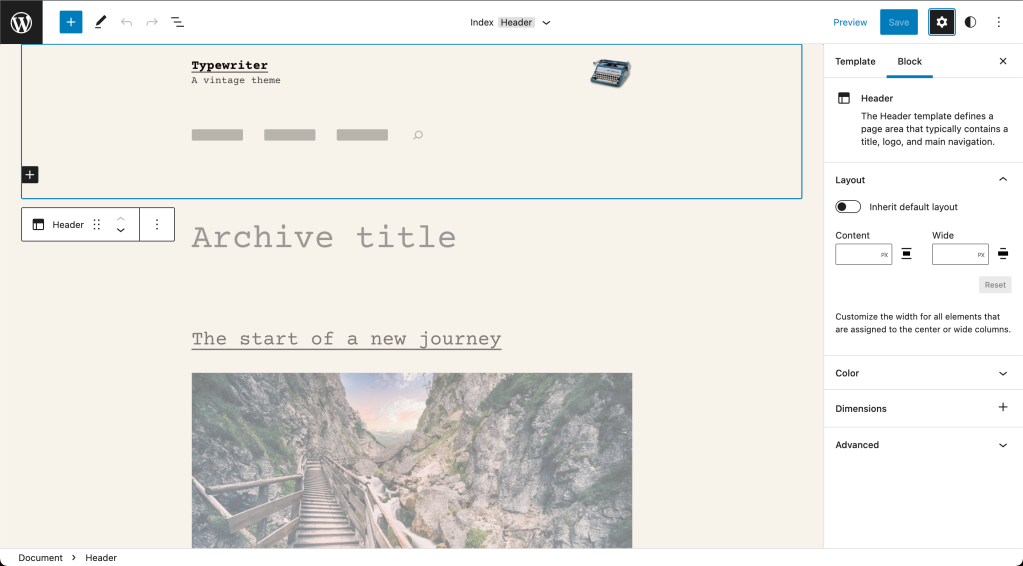 Index Header
Preview
Save
Typewriter
A vintage theme
Header
Archive title
The start of a new journey
Template
Block
Header
The Header template defines a
page area that typically contains a
title, logo, and main navigation.
Layout
Inherit default layout
Content
Wide
PX
PX
Reset
Customize the width for all elements that
are assigned to the center or wide columns.
Color
Dimensions
Advanced
Document > Header